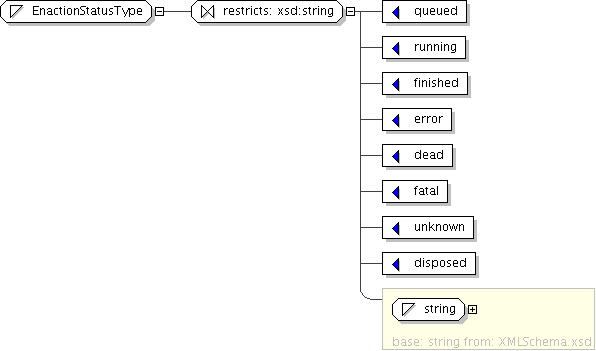 EnactionStatusType
restricts: xsd:string
queued
running
finished
error
dead
fatal
unknown
disposed
string
base: string from: XMLSchema.xsd